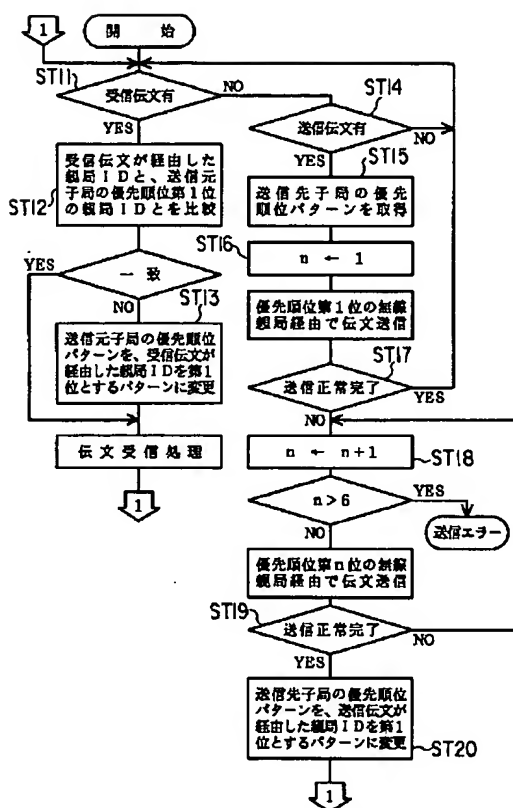 1
開始
ST11
受信伝文有
NO
YES
ST14
送信伝文有
NO
YES
ST12
受信伝文が経由した
親局IDと、送信元
子局の優先順位第1位
の親局IDとを比較
ST15
送信先子局の優先
順位パターンを取得
ST16
n ← 1
YES
一致
NO
ST13
優先順位第1位の無線
親局経由で伝文送信
送信元子局の優先順位
パターンを、受信伝文が
経由した親局IDを第1
位とするパターンに変更
ST17
送信正常完了
YES
NO
伝文受信処理
1
n ← n+1
ST18
n>6
YES
NO
送信エラー
優先順位第n位の無線
親局経由で伝文送信
ST19
送信正常完了
NO
YES
送信先子局の優先順位
パターンを、送信伝文が
経由した親局IDを第1
位とするパターンに変更
ST20
1